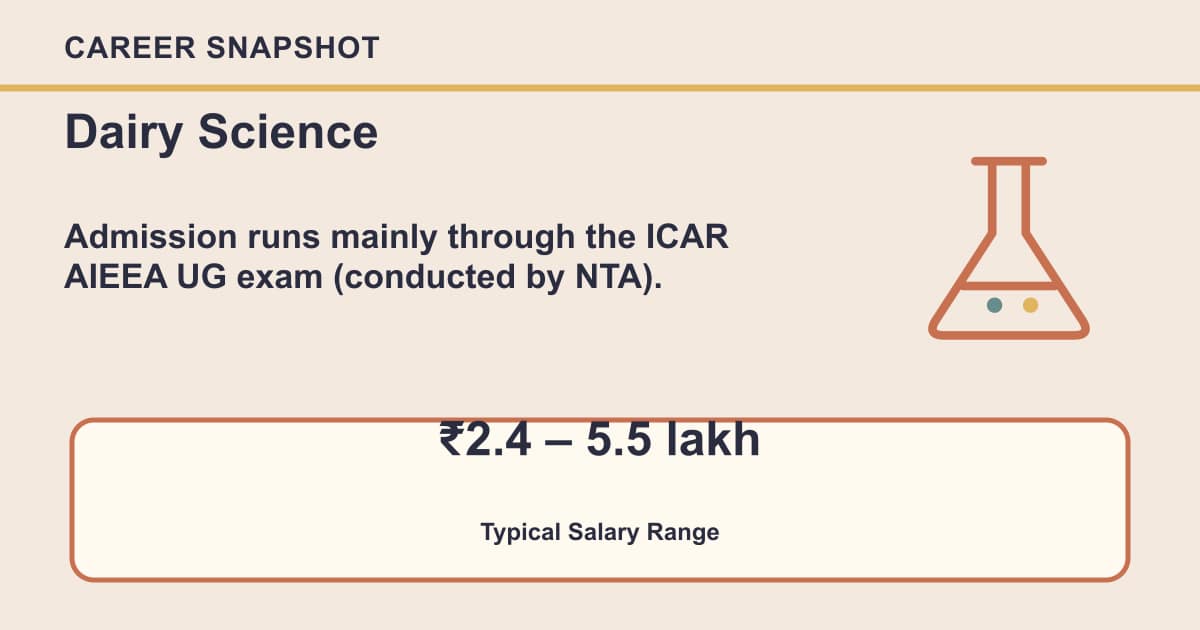 CAREER SNAPSHOT
Dairy Science
Admission runs mainly through the ICAR
AIEEA UG exam (conducted by NTA).
₹2.4 – 5.5 lakh
Typical Salary Range